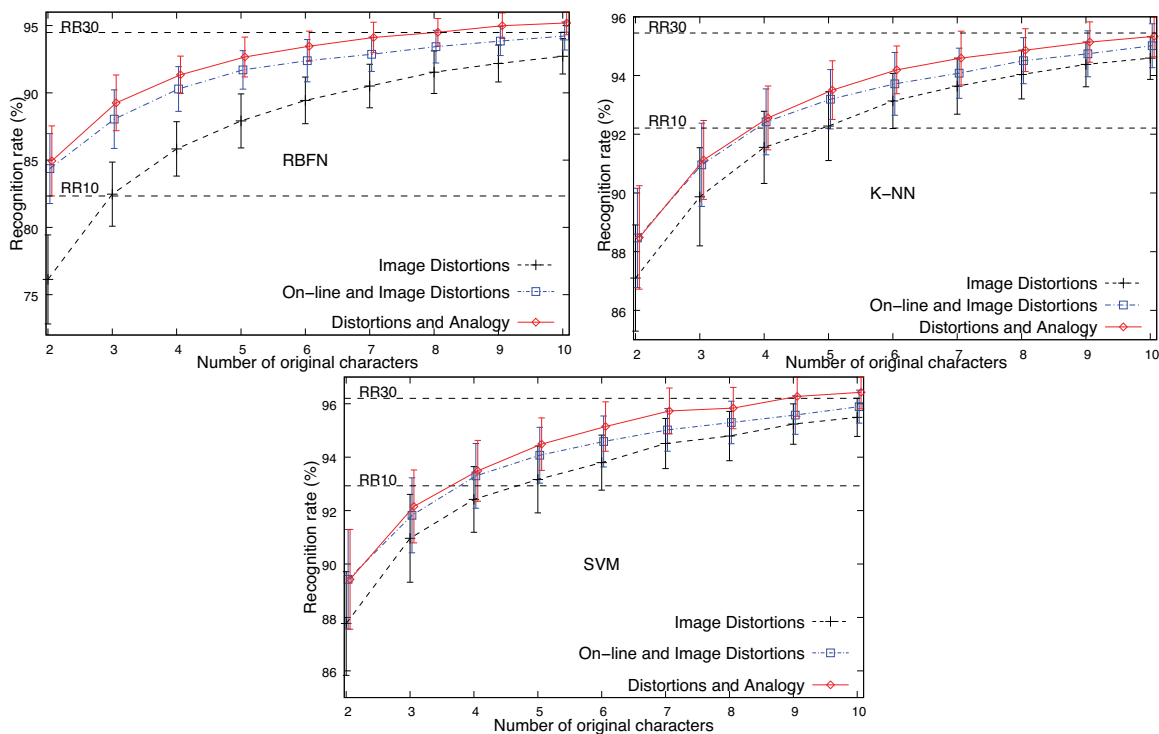 Recognition rate (%)
95
90
85
80
75
RR30
RR10
RBFN
Image Distortions
On-line and Image Distortions
Distortions and Analogy
2 3 4 5 6 7 8 9 10
Number of original characters
Recognition rate (%)
96
94
92
90
88
86
RR30
RR10
K-NN
Image Distortions
On-line and Image Distortions
Distortions and Analogy
2 3 4 5 6 7 8 9 10
Number of original characters
Recognition rate (%)
96
94
92
90
88
86
RR30
RR10
SVM
Image Distortions
On-line and Image Distortions
Distortions and Analogy
2 3 4 5 6 7 8 9 10
Number of original characters